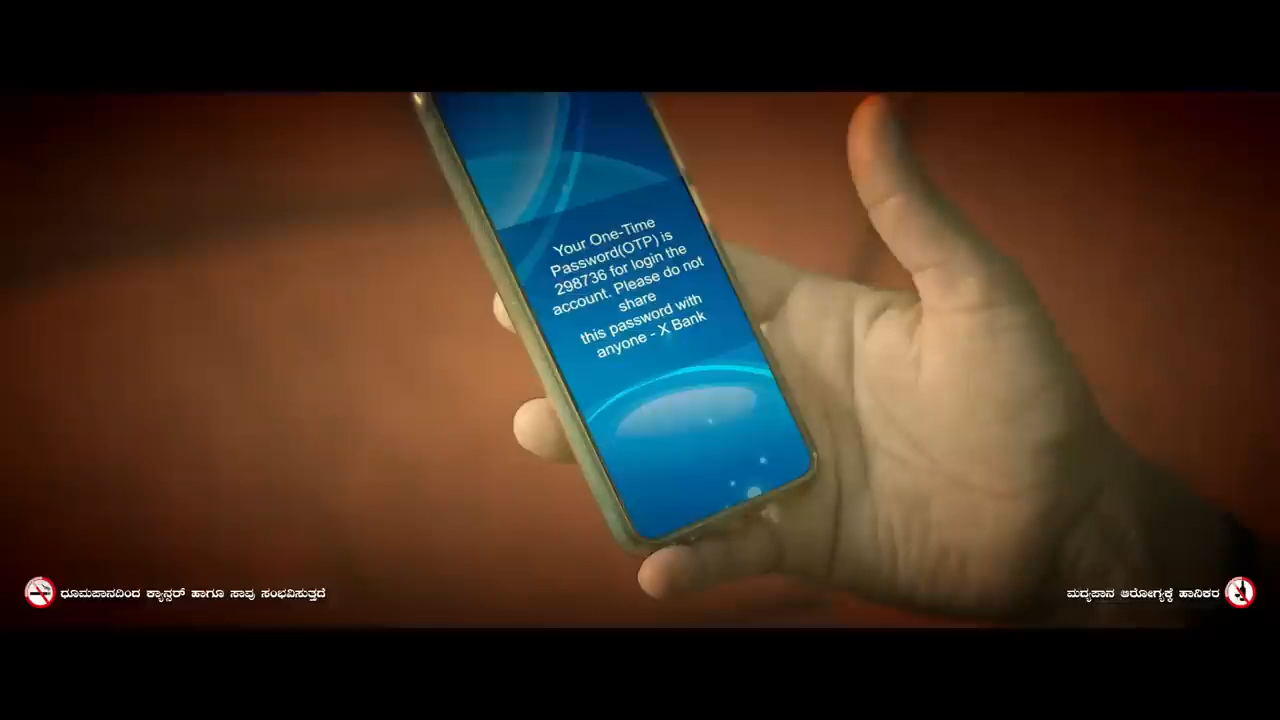 Your One-Time
Password(OTP) is
298736 for login the
account. Please do not
share
this password with
anyone - X Bank
ಧೂಮಪಾನದಿಂದ ಕ್ಯಾನ್ಸರ್ ಹಾಗೂ ಸಾವು ಸಂಭವಿಸುತ್ತದೆ
ಮದ್ಯಪಾನ ಆರೋಗ್ಯಕ್ಕೆ ಹಾನಿಕರ